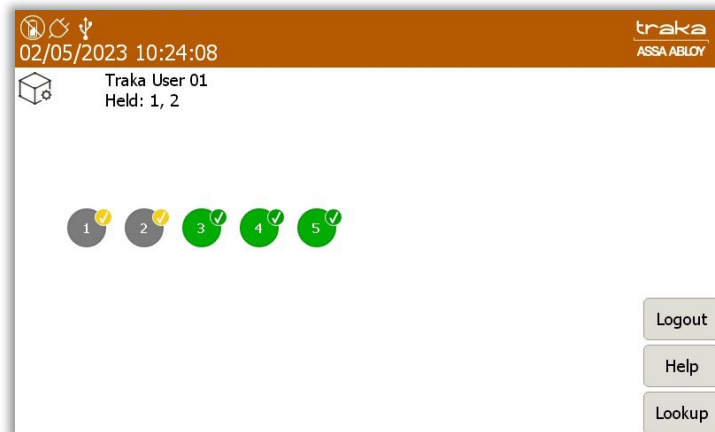 02/05/2023 10:24:08
traka
ASSA ABLOY
Traka User 01
Held: 1, 2
1 2 3 4 5
Logout
Help
Lookup